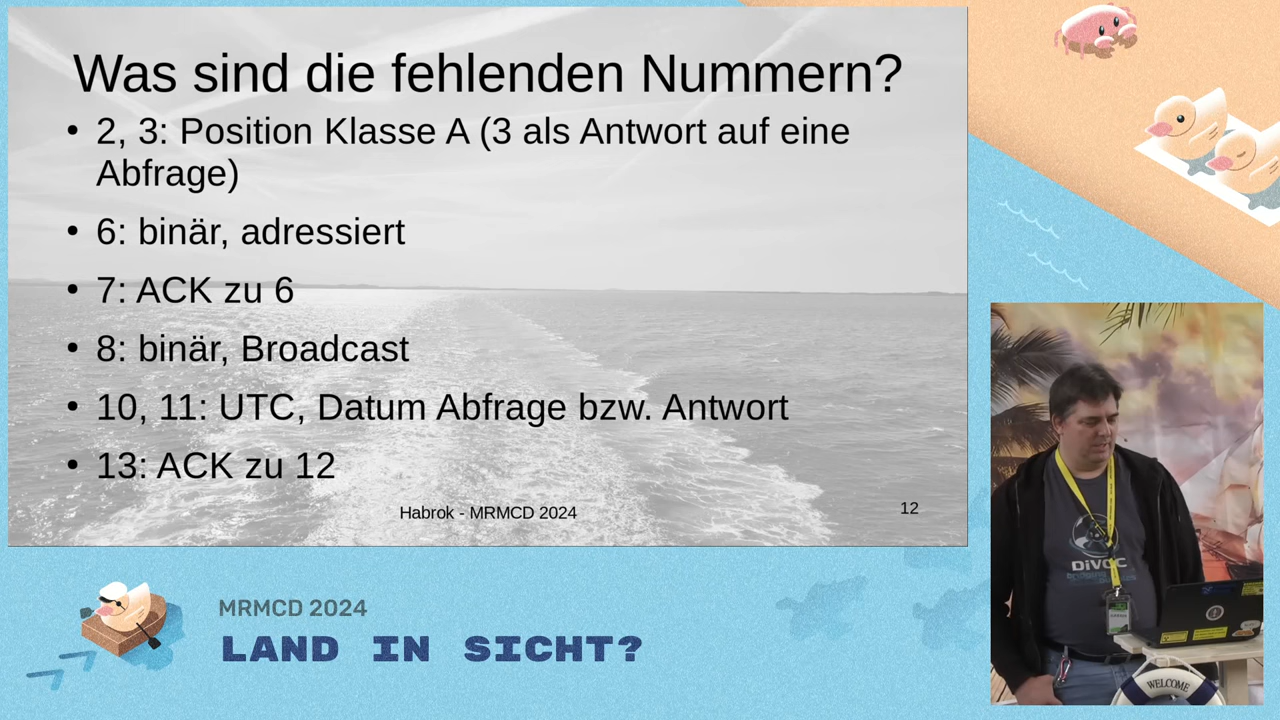 Was sind die fehlenden Nummern?
• 2, 3: Position Klasse A (3 als Antwort auf eine
Abfrage)
• 6: binär, adressiert
• 7: ACK zu 6
• 8: binär, Broadcast
• 10, 11: UTC, Datum Abfrage bzw. Antwort
• 13: ACK zu 12
Habrok - MRMCD 2024
12
MRMCD 2024
LAND IN SICHT?
DiVOC
WELCOME